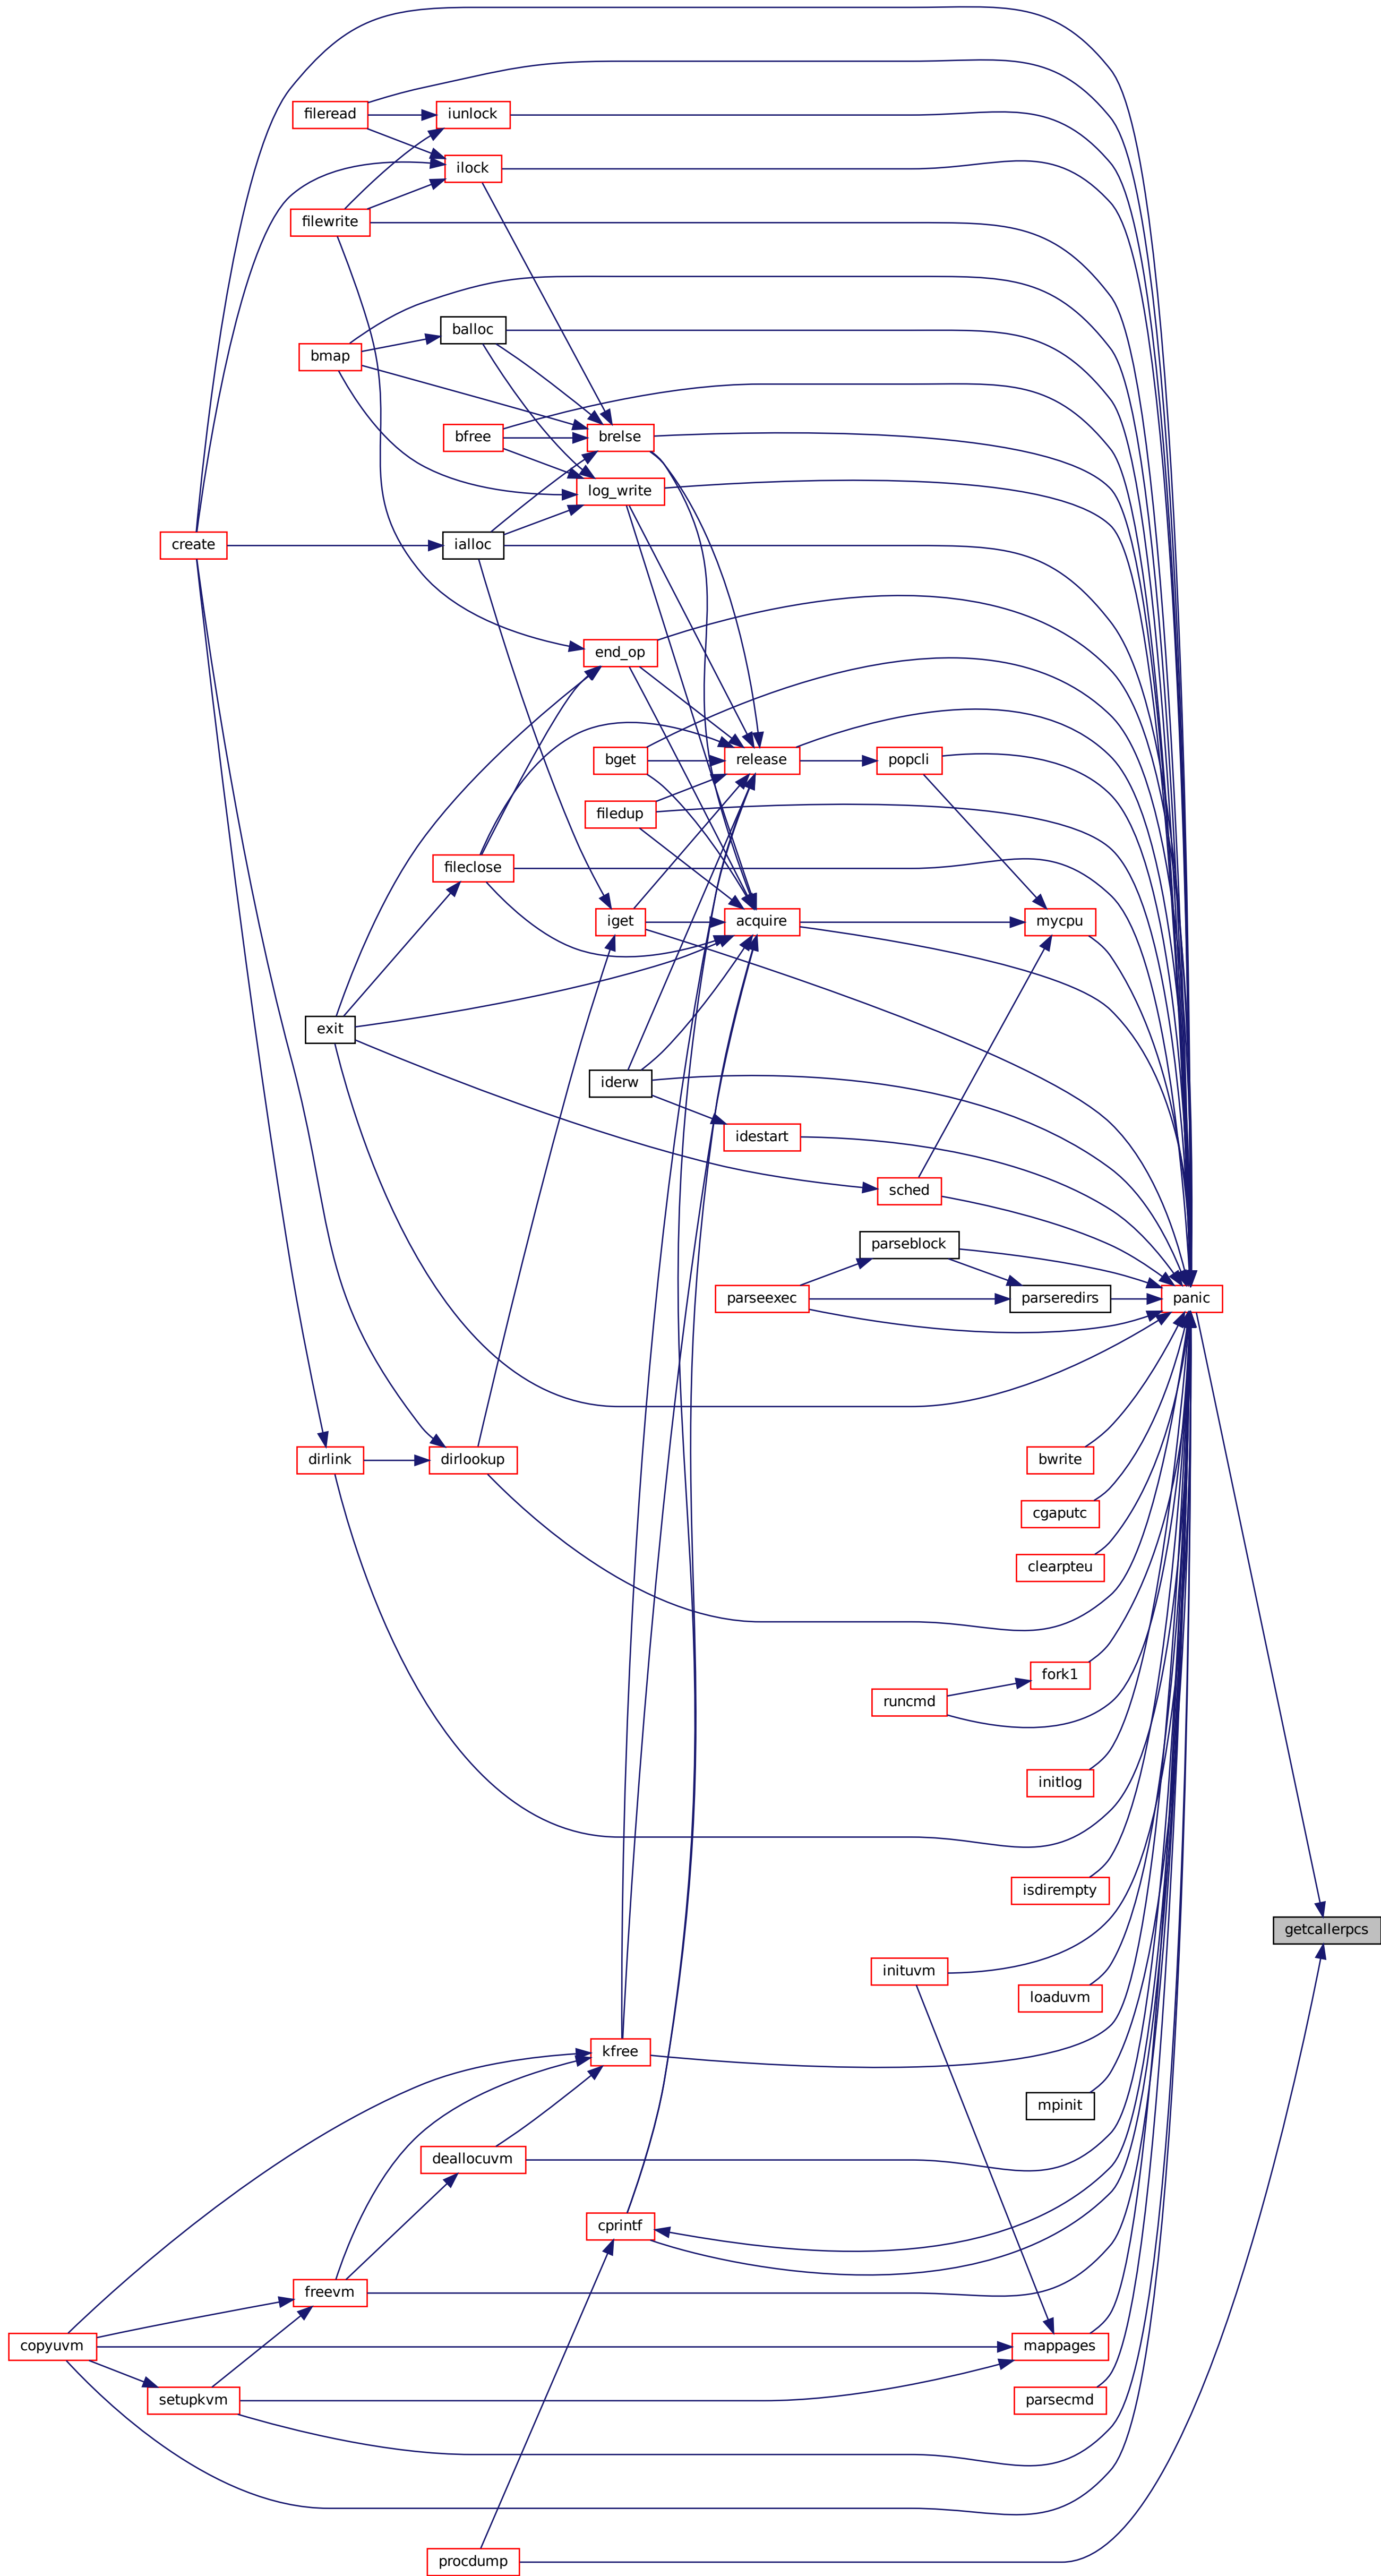 fileread
iunlock
ilock
filewrite
balloc
bmap
bfree
brelse
log_write
create
ialloc
end_op
bget
release
popcli
filedup
fileclose
iget
acquire
mycpu
exit
iderw
idestart
sched
parseblock
parseexec
parseredirs
panic
bwrite
dirlink
dirlookup
cgaputc
clearpteu
fork1
runcmd
initlog
isdirempty
getcallerpcs
inituvm
loaduvm
kfree
mpinit
deallocuvm
cprintf
freevm
copyuvm
mappages
setupkvm
parsecmd
procdump